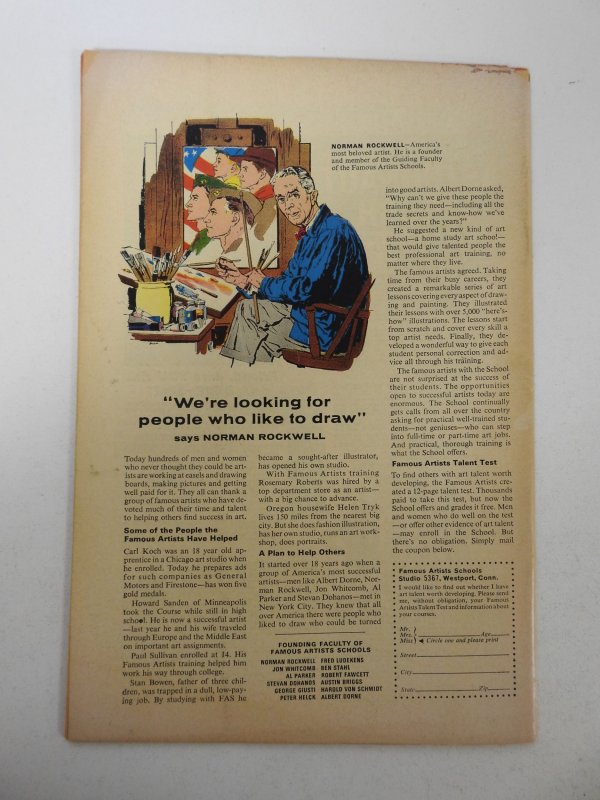 NORMAN ROCKWELL—America's
most beloved artist. He is a founder
and member of the Guiding Faculty
of the Famous Artists Schools.
"We're looking for
people who like to draw"
says NORMAN ROCKWELL
Today hundreds of men and women
who never thought they could be art-
ists are working at easels and drawing
boards, making pictures and getting
well paid for it. They all can thank a
group of famous artists who have de-
voted much of their time and talent
to helping others find success in art.
Some of the People the
Famous Artists Have Helped
Carl Koch was an 18 year old ap-
prentice in a Chicago art studio when
he enrolled. Today he prepares ads
for such companies as General
Motors and Firestone—has won five
gold medals.
Howard Sanden of Minneapolis
took the Course while still in high
school. He is now a successful artist
—last year he and his wife traveled
through Europe and the Middle East
on important art assignments.
Paul Sullivan enrolled at 14. His
Famous Artists training helped him
work his way through college.
Stan Bowen, father of three chil-
dren, was trapped in a dull, low-pay-
ing job. By studying with FAS he
became a sought-after illustrator,
has opened his own studio.
With Famous Artists training
Rosemary Roberts was hired by a
top department store as an artist—
with a big chance to advance.
Oregon housewife Helen Tryk
lives 150 miles from the nearest big
city. But she does fashion illustration,
has her own studio, runs an art work-
shop, does portraits.
A Plan to Help Others
It started over 18 years ago when a
group of America's most successful
artists—men like Albert Dorne, Nor-
man Rockwell, Jon Whitcomb, Al
Parker and Stevan Dohanos—met in
New York City. They knew that all
over America there were people who
liked to draw who could be turned
FOUNDING FACULTY OF
FAMOUS ARTISTS SCHOOLS
NORMAN ROCKWELL FRED LUDEKENS
JON WHITCOMB BEN STAHL
AL PARKER ROBERT FAWCETT
STEVAN DOHANOS AUSTIN BRIGGS
GEORGE GIUSTI HAROLD VON SCHMIDT
PETER HELCK ALBERT DORNE
into good artists. Albert Dorne asked,
"Why can't we give these people the
training they need—including all the
trade secrets and know-how we've
learned over the years?"
He suggested a new kind of art
school—a home study art school—
that would give talented people the
best professional art training, no
matter where they live.
The famous artists agreed. Taking
time from their busy careers, they
created a remarkable series of art
lessons covering every aspect of draw-
ing and painting. They illustrated
their lessons with over 5,000 "here's-
how" illustrations. The lessons start
from scratch and cover every skill a
top artist needs. Finally, they de-
veloped a wonderful way to give each
student personal correction and ad-
vice all through his training.
The famous artists with the School
are not surprised at the success of
their students. The opportunities
open to successful artists today are
enormous. The School continually
gets calls from all over the country
asking for practical well-trained stu-
dents—not geniuses—who can step
into full-time or part-time art jobs.
And practical, thorough training is
what the School offers.
Famous Artists Talent Test
To find others with art talent worth
developing, the Famous Artists cre-
ated a 12-page talent test. Thousands
paid to take this test, but now the
School offers and grades it free. Men
and women who do well on the test
—or offer other evidence of art talent
—may enroll in the School. But
there's no obligation. Simply mail
the coupon below.
Famous Artists Schools
Studio 5367, Westport, Conn.
I would like to find out whether I have
art talent worth developing. Please send
me, without obligation, your Famous
Artists Talent Test and information about
your courses.
Mr.
Mrs. Age
Miss Circle one and please print
Street
City
State Zip